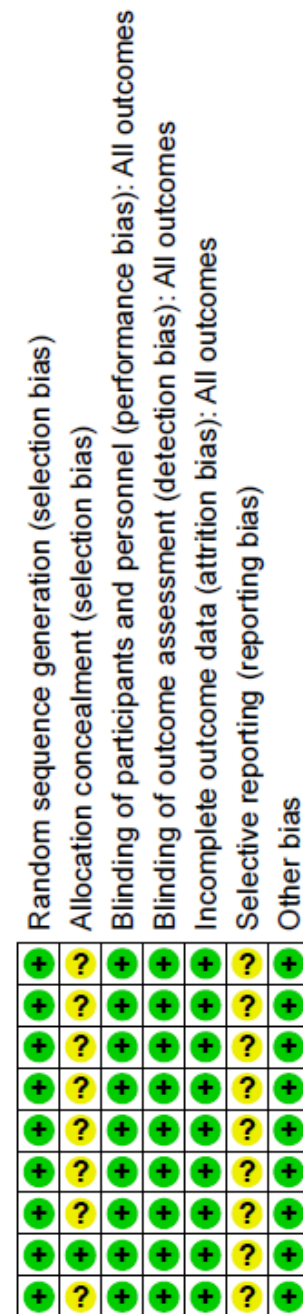 Random sequence generation (selection bias)
Allocation concealment (selection bias)
Blinding of participants and personnel (performance bias): All outcomes
Blinding of outcome assessment (detection bias): All outcomes
Incomplete outcome data (attrition bias): All outcomes
Selective reporting (reporting bias)
Other bias
+ ? + + + ? +
+ ? + + + ? +
+ ? + + + ? +
+ ? + + + ? +
+ ? + + + ? +
+ ? + + + ? +
+ ? + + + ? +
+ + + + + ? +
+ ? + + + ? +